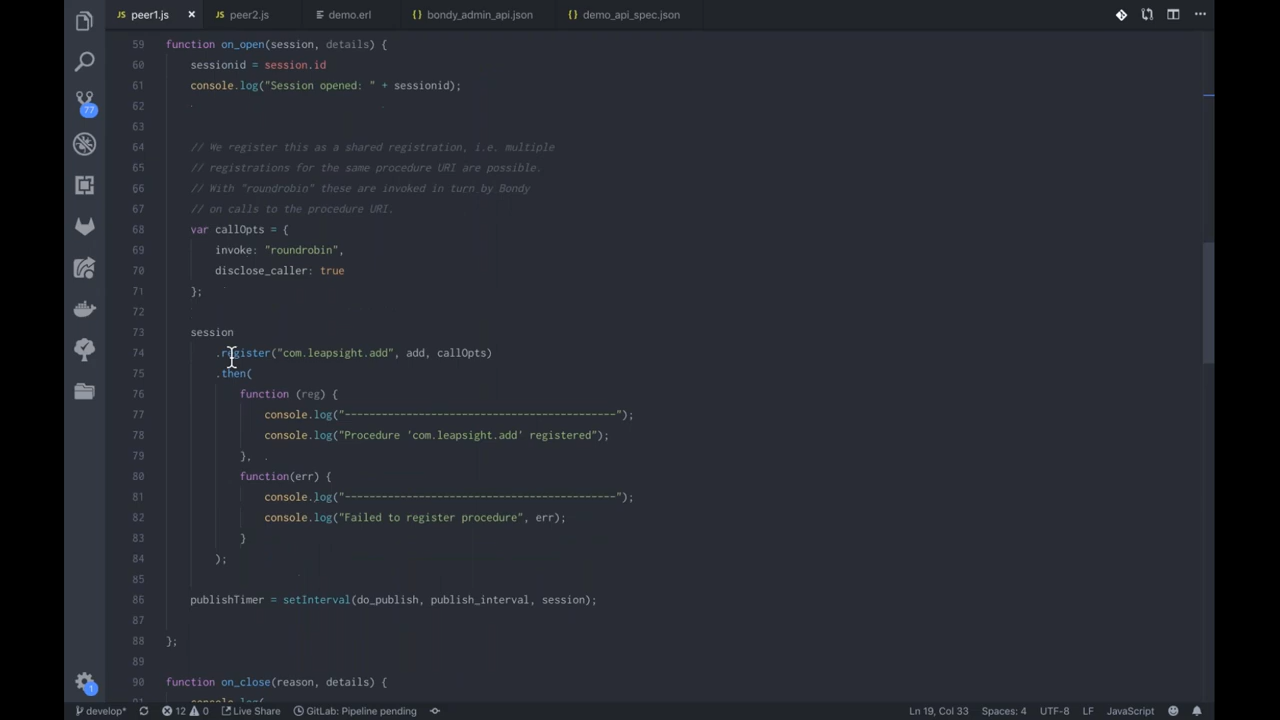 peer1.js × peer2.js demo.erl bondy_admin_api.json demo_api_spec.json
59 function on_open(session, details) {
60 sessionid = session.id
61 console.log("Session opened: " + sessionid);
62
63
64 // We register this as a shared registration, i.e. multiple
65 // registrations for the same procedure URI are possible.
66 // With "roundrobin" these are invoked in turn by Bondy
67 // on calls to the procedure URI.
68 var callOpts = {
69 invoke: "roundrobin",
70 disclose_caller: true
71 };
72
73 session
74 .register("com.leapsight.add", add, callOpts)
75 .then(
76 function (reg) {
77 console.log("--------------------------------------------");
78 console.log("Procedure 'com.leapsight.add' registered");
79 },
80 function(err) {
81 console.log("--------------------------------------------");
82 console.log("Failed to register procedure", err);
83 }
84 );
85
86 publishTimer = setInterval(do_publish, publish_interval, session);
87
88 };
89
90 function on_close(reason, details) {
91 console.log(
77
1
develop* 12 0 Live Share GitLab: Pipeline pending Ln 19, Col 33 Spaces: 4 UTF-8 LF JavaScript